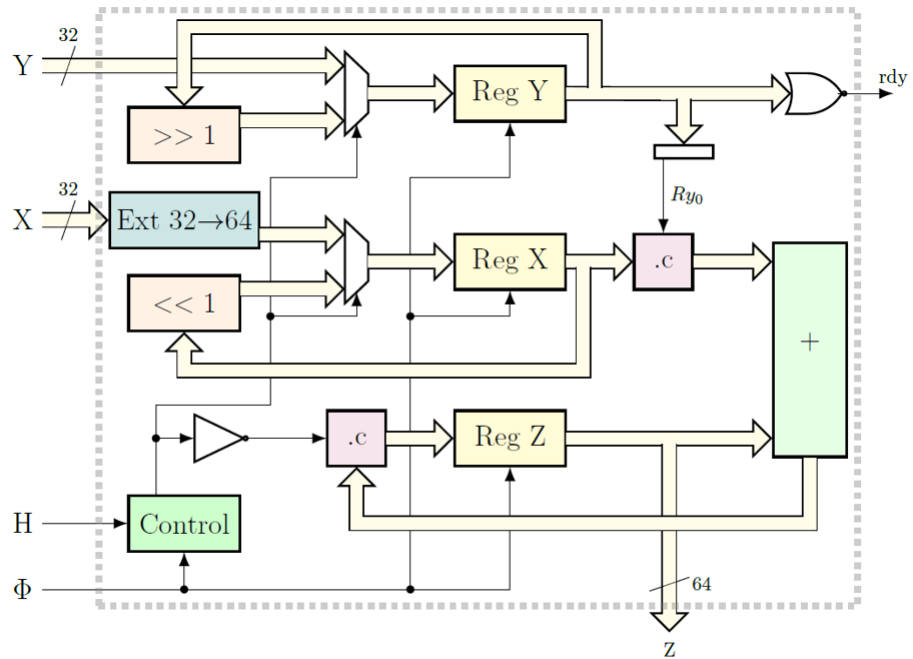 32
Y
Reg Y
rdy
>> 1
32
Ry0
X
Ext 32→64
Reg X
.c
<< 1
+
.c
Reg Z
H
Control
Φ
64
z